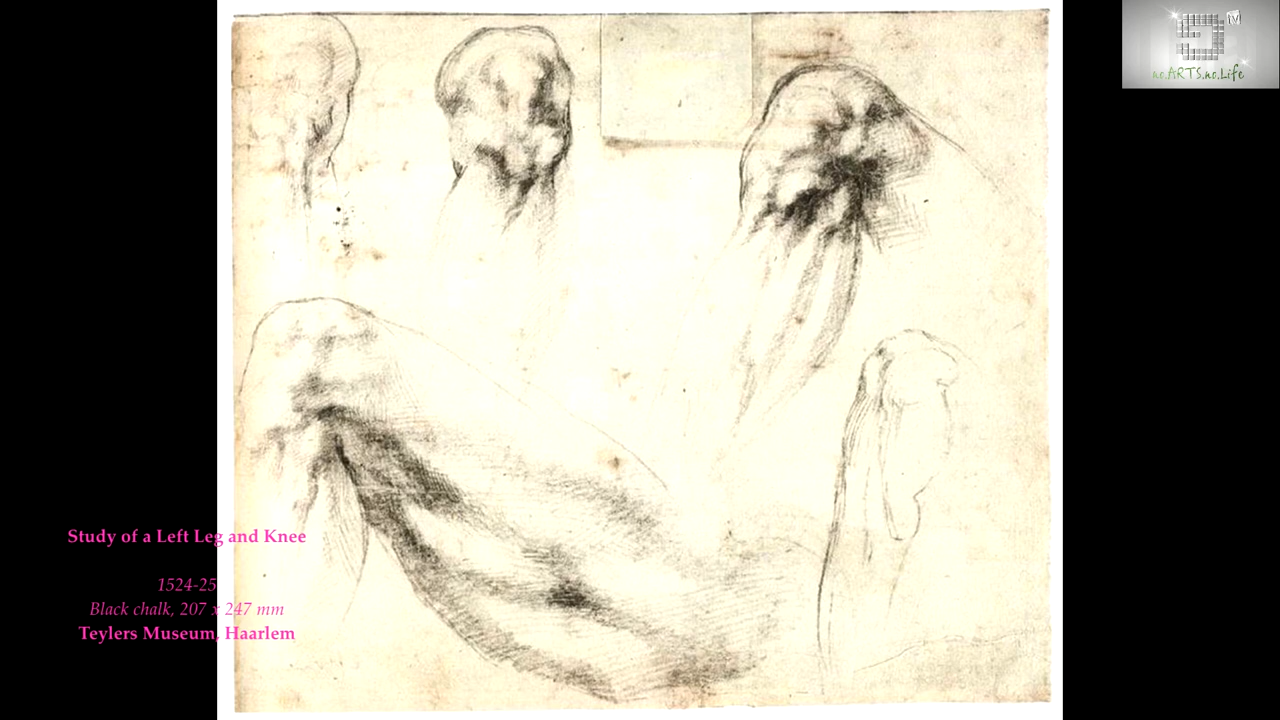 Study of a Left Leg and Knee
1524-25
Black chalk, 207 x 247 mm
Teylers Museum, Haarlem
TV
no.ARTS.no.Life